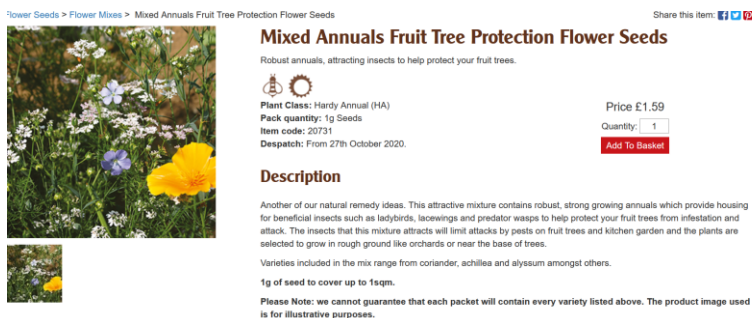 Flower Seeds > Flower Mixes > Mixed Annuals Fruit Tree Protection Flower Seeds
Share this item:
Mixed Annuals Fruit Tree Protection Flower Seeds
Robust annuals, attracting insects to help protect your fruit trees.
Plant Class: Hardy Annual (HA)
Pack quantity: 1g Seeds
Item code: 20731
Despatch: From 27th October 2020.
Price £1.59
Quantity: 1
Add To Basket
Description
Another of our natural remedy ideas. This attractive mixture contains robust, strong growing annuals which provide housing
for beneficial insects such as ladybirds, lacewings and predator wasps to help protect your fruit trees from infestation and
attack. The insects that this mixture attracts will limit attacks by pests on fruit trees and kitchen garden and the plants are
selected to grow in rough ground like orchards or near the base of trees.
Varieties included in the mix range from coriander, achillea and alyssum amongst others.
1g of seed to cover up to 1sqm.
Please Note: we cannot guarantee that each packet will contain every variety listed above. The product image used
is for illustrative purposes.